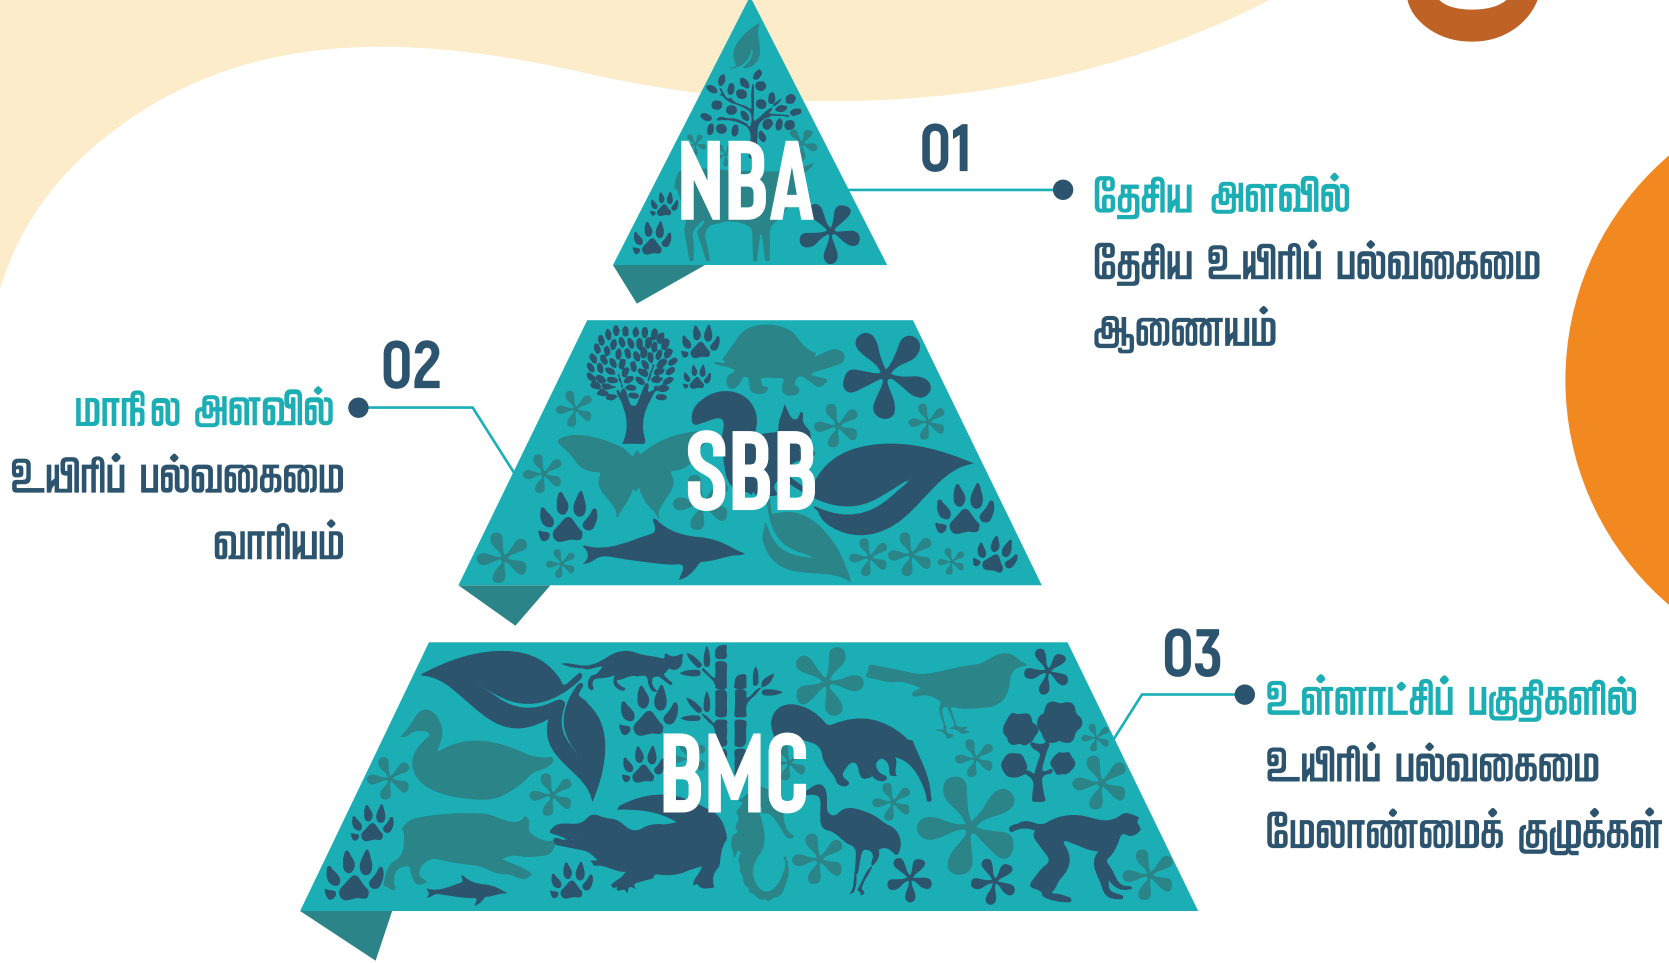 NBA
01
தேசிய அளவில்
தேசிய உயிரிப் பல்வகைமை
ஆணையம்
02
மாநில அளவில்
உயிரிப் பல்வகைமை
வாரியம்
SBB
03
உள்ளாட்சிப் பகுதிகளில்
உயிரிப் பல்வகைமை
மேலாண்மைக் குழுக்கள்
BMC